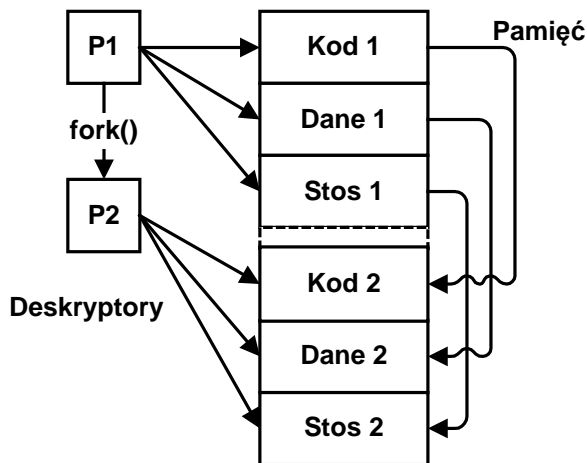 P1
Kod 1
Pamięć
Dane 1
fork()
Stos 1
P2
Kod 2
Deskryptory
Dane 2
Stos 2